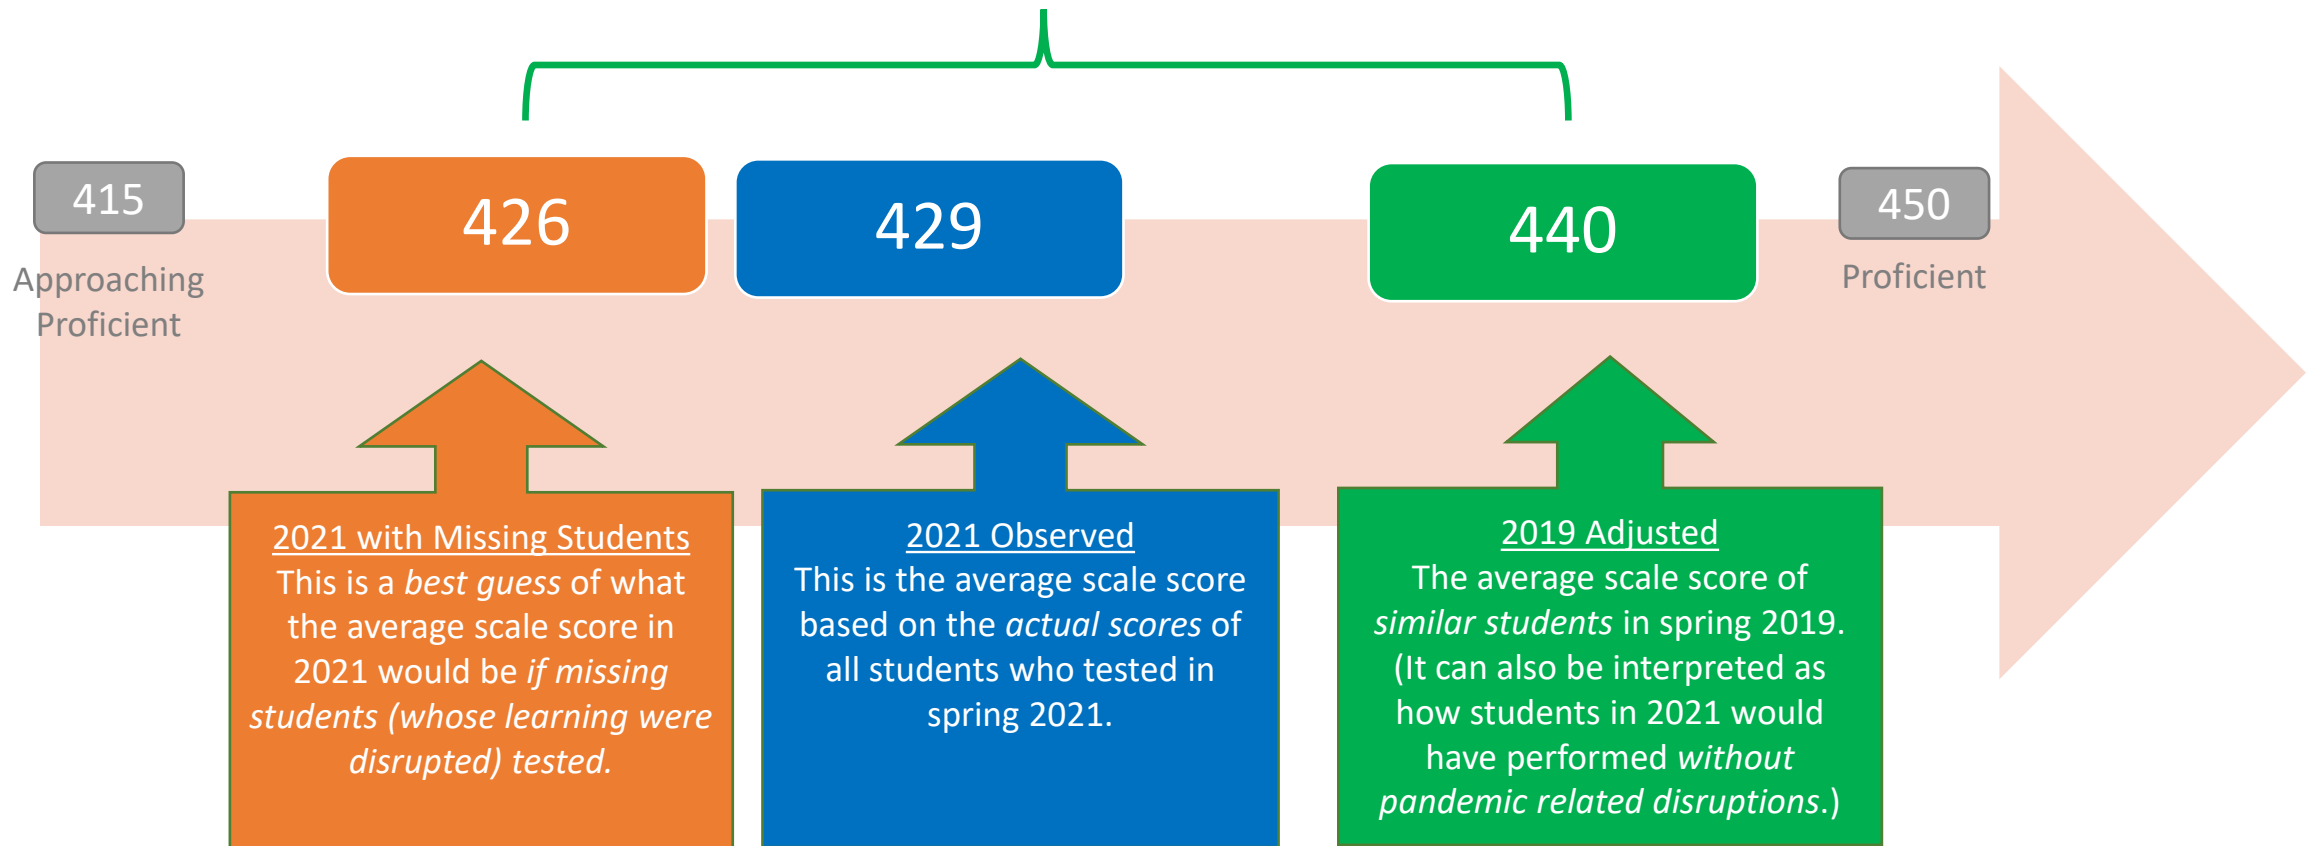 415
426
429
440
450
Approaching
Proficient
Proficient
2021 with Missing Students
This is a best guess of what
the average scale score in
2021 would be if missing
students (whose learning were
disrupted) tested.
2021 Observed
This is the average scale score
based on the actual scores of
all students who tested in
spring 2021.
2019 Adjusted
The average scale score of
similar students in spring 2019.
(It can also be interpreted as
how students in 2021 would
have performed without
pandemic related disruptions.)